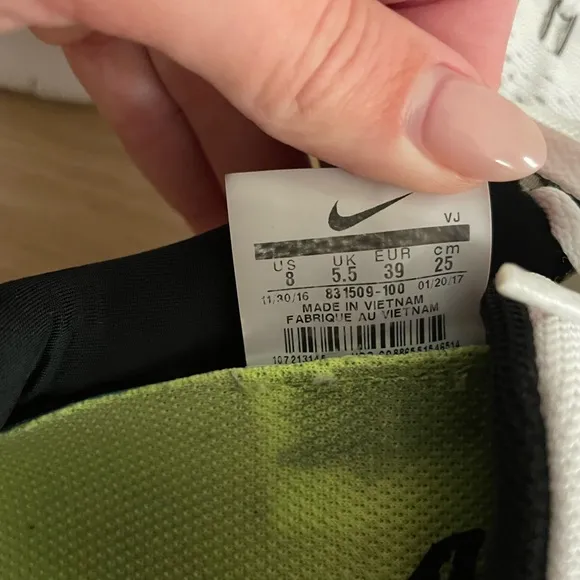 VJ
US UK EUR cm
8 5.5 39 25
11/30/16 831509-100 01/20/17
MADE IN VIETNAM
FABRIQUE AU VIETNAM